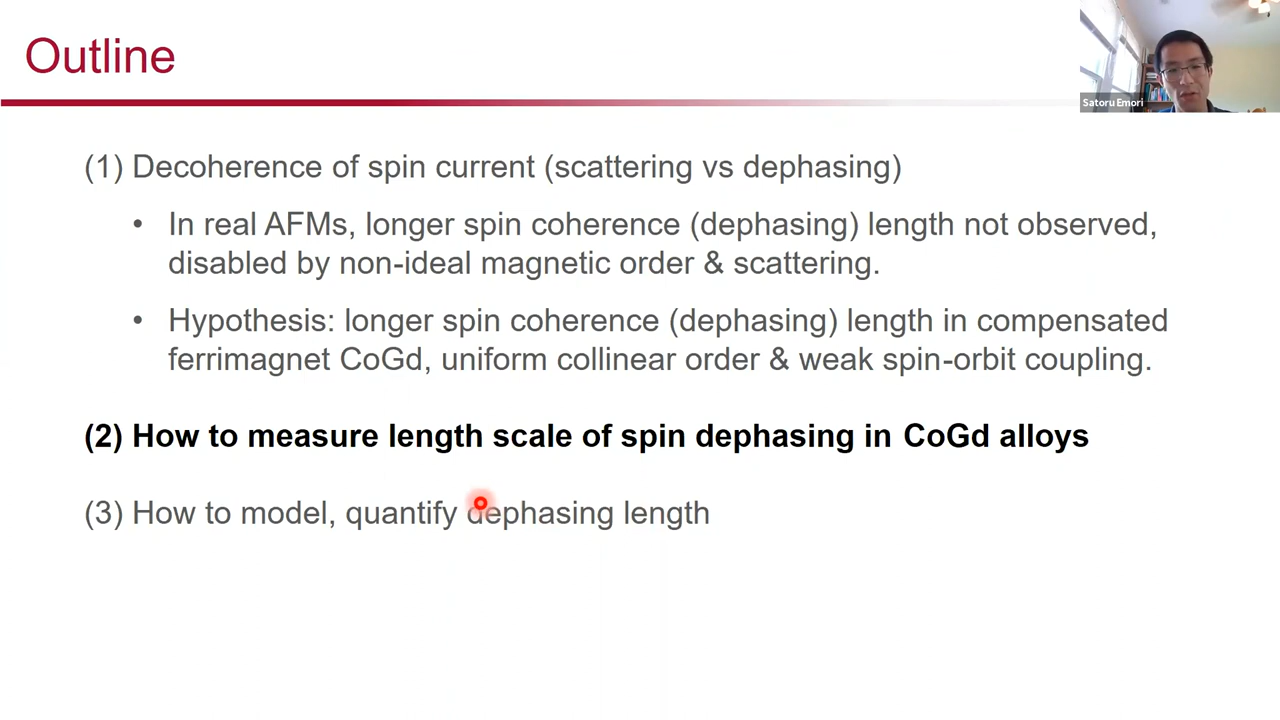 Outline
Satoru Emori
(1) Decoherence of spin current (scattering vs dephasing)
• In real AFMs, longer spin coherence (dephasing) length not observed,
disabled by non-ideal magnetic order & scattering.
• Hypothesis: longer spin coherence (dephasing) length in compensated
ferrimagnet CoGd, uniform collinear order & weak spin-orbit coupling.
(2) How to measure length scale of spin dephasing in CoGd alloys
(3) How to model, quantify dephasing length